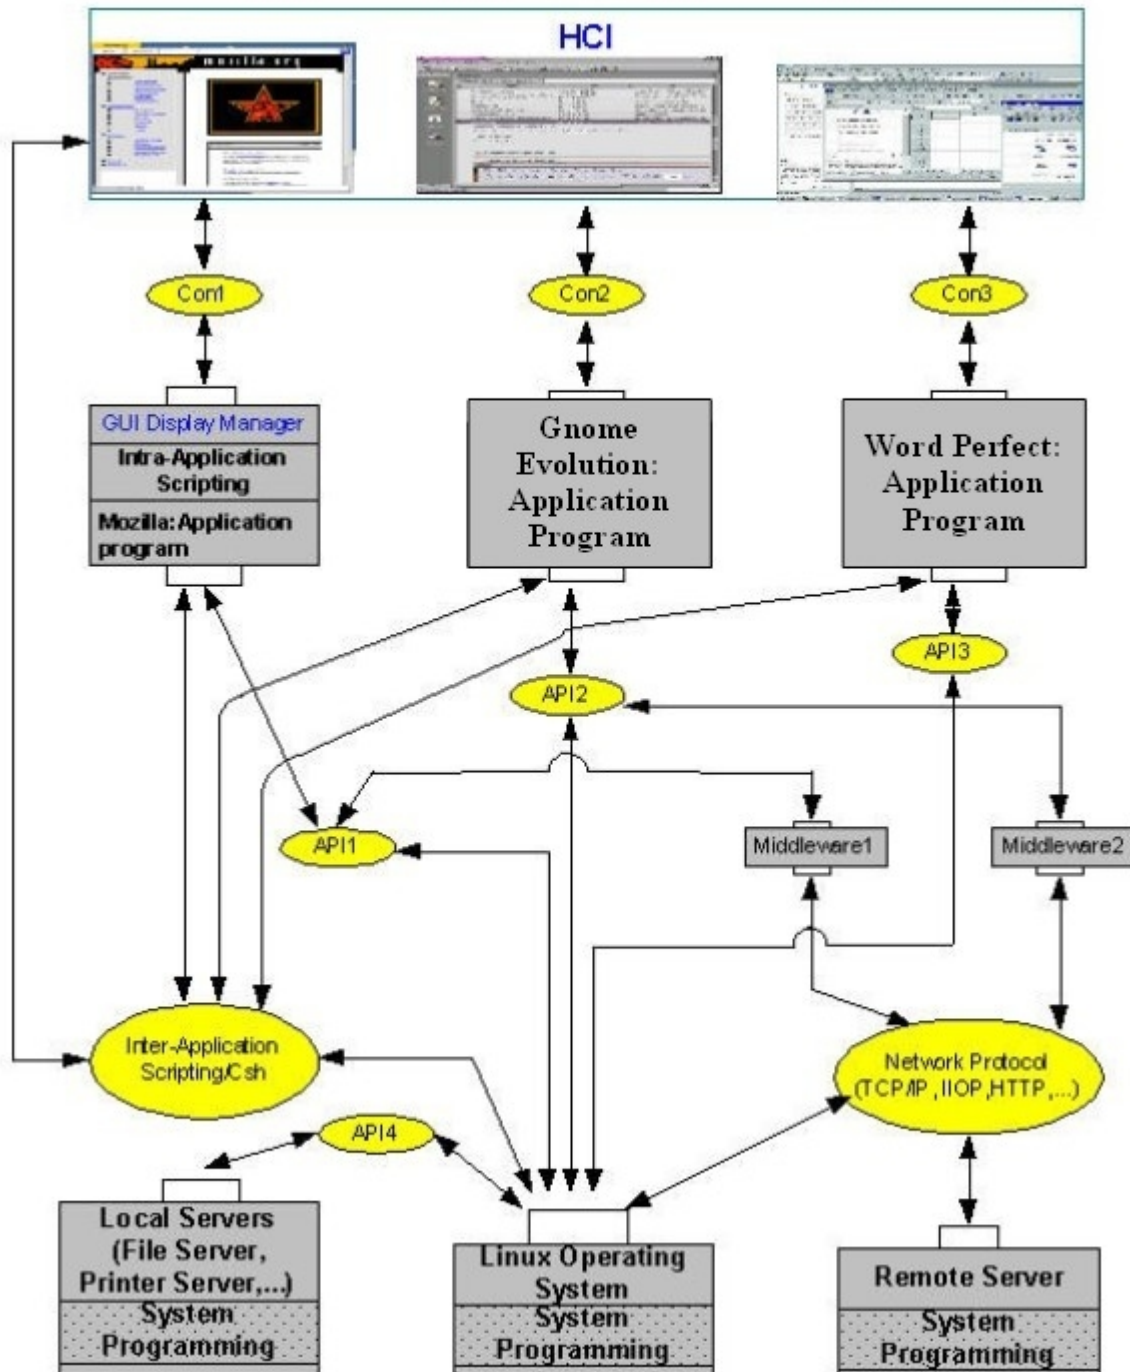 HCI
mozilla.org
Con1
Con2
Con3
GUI Display Manager
Intra-Application
Scripting
Mozilla: Application
program
Gnome
Evolution:
Application
Program
Word Perfect:
Application
Program
API3
API2
API1
Middleware1
Middleware2
Inter-Application
Scripting/Csh
Network Protocol
(TCP/IP,IIOP,HTTP,...)
API4
Local Servers
(File Server,
Printer Server,...)
System
Programming
Linux Operating
System
System
Programming
Remote Server
System
Programming